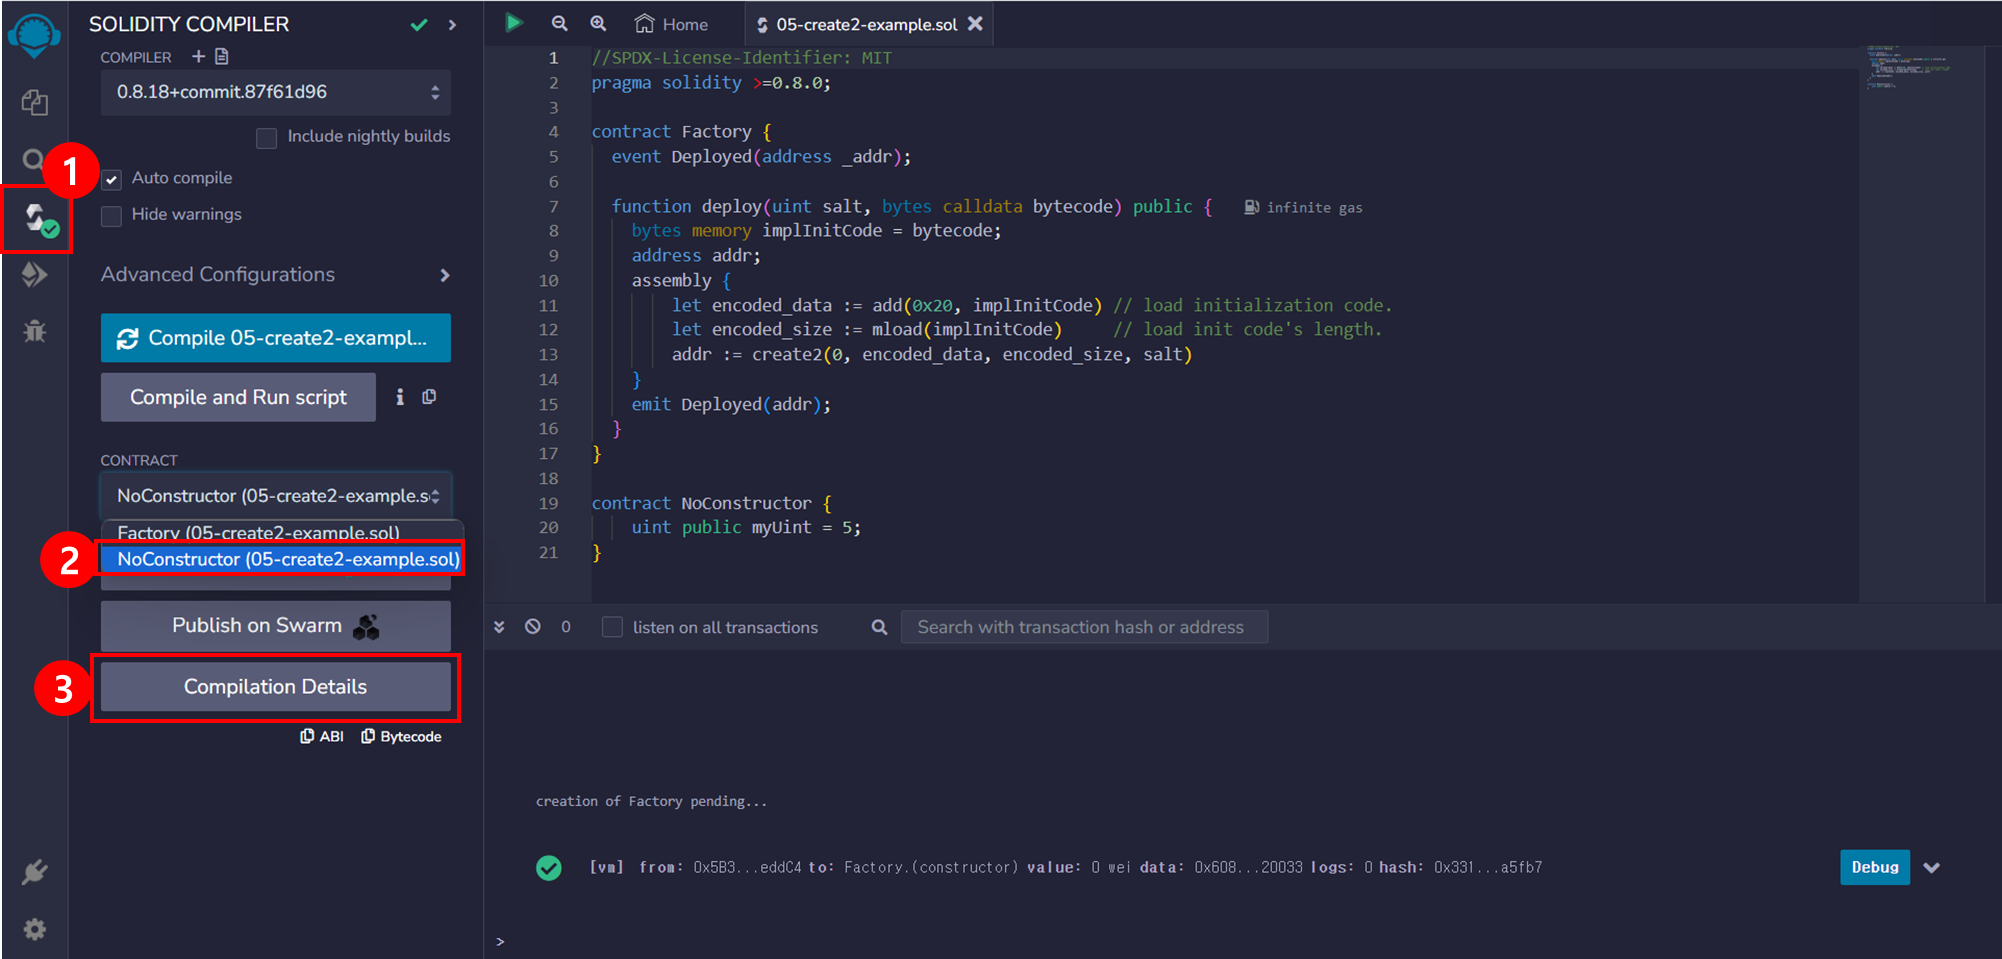 SOLIDITY COMPILER
COMPILER
0.8.18+commit.87f61d96
Include nightly builds
1
Auto compile
Hide warnings
Advanced Configurations
Compile 05-create2-exampl...
Compile and Run script
CONTRACT
NoConstructor (05-create2-example.s
Factory (05-create2-example.sol)
2
NoConstructor (05-create2-example.sol)
Publish on Swarm
3
Compilation Details
ABI
Bytecode
Home
05-create2-example.sol
1 //SPDX-License-Identifier: MIT
2 pragma solidity >=0.8.0;
3
4 contract Factory {
5 event Deployed(address _addr);
6
7 function deploy(uint salt, bytes calldata bytecode) public { infinite gas
8 bytes memory implInitCode = bytecode;
9 address addr;
10 assembly {
11 let encoded_data := add(0x20, implInitCode) // load initialization code.
12 let encoded_size := mload(implInitCode) // load init code's length.
13 addr := create2(0, encoded_data, encoded_size, salt)
14 }
15 emit Deployed(addr);
16 }
17 }
18
19 contract NoConstructor {
20 uint public myUint = 5;
21 }
0
listen on all transactions
Search with transaction hash or address
creation of Factory pending...
[vm] from: 0x5B3...eddC4 to: Factory.(constructor) value: 0 wei data: 0x608...20033 logs: 0 hash: 0x331...a5fb7
Debug
>